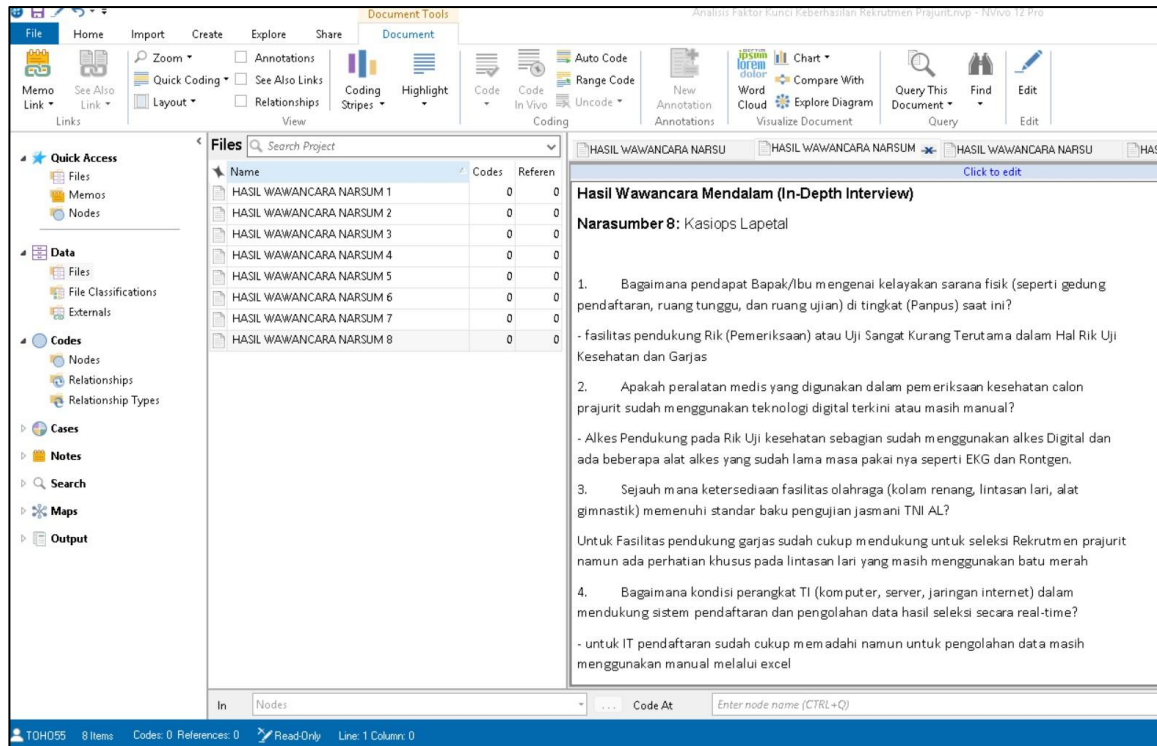 Document Tools
Analisis Faktor Kunci Keberhasilan Rekrutmen Prajurit.nvp - NVivo 12 Pro
File Home Import Create Explore Share Document
Memo Link
See Also Link
Links
Zoom
Quick Coding
Layout
Annotations
See Also Links
Relationships
View
Coding Stripes
Highlight
Code
Code In Vivo
Auto Code
Range Code
Uncode
Coding
New Annotation
Annotations
ipsum
lorem
dolor
Word Cloud
Chart
Compare With
Explore Diagram
Visualize Document
Query This Document
Find
Query
Edit
Edit
Quick Access
Files
Memos
Nodes
Data
Files
File Classifications
Externals
Codes
Nodes
Relationships
Relationship Types
Cases
Notes
Search
Maps
Output
Files Search Project
Name Codes Referen
HASIL WAWANCARA NARSUM 1 0 0
HASIL WAWANCARA NARSUM 2 0 0
HASIL WAWANCARA NARSUM 3 0 0
HASIL WAWANCARA NARSUM 4 0 0
HASIL WAWANCARA NARSUM 5 0 0
HASIL WAWANCARA NARSUM 6 0 0
HASIL WAWANCARA NARSUM 7 0 0
HASIL WAWANCARA NARSUM 8 0 0
HASIL WAWANCARA NARSU HASIL WAWANCARA NARSUM HASIL WAWANCARA NARSU HAS
Click to edit
Hasil Wawancara Mendalam (In-Depth Interview)
Narasumber 8: Kasiops Lapetal
1. Bagaimana pendapat Bapak/Ibu mengenai kelayakan sarana fisik (seperti gedung
pendaftaran, ruang tunggu, dan ruang ujian) di tingkat (Panpus) saat ini?
- fasilitas pendukung Rik (Pemeriksaan) atau Uji Sangat Kurang Terutama dalam Hal Rik Uji
Kesehatan dan Garjas
2. Apakah peralatan medis yang digunakan dalam pemeriksaan kesehatan calon
prajurit sudah menggunakan teknologi digital terkini atau masih manual?
- Alkes Pendukung pada Rik Uji kesehatan sebagian sudah menggunakan alkes Digital dan
ada beberapa alat alkes yang sudah lama masa pakai nya seperti EKG dan Rontgen.
3. Sejauh mana ketersediaan fasilitas olahraga (kolam renang, lintasan lari, alat
gimnastik) memenuhi standar baku pengujian jasmani TNI AL?
Untuk Fasilitas pendukung garjas sudah cukup mendukung untuk seleksi Rekrutmen prajurit
namun ada perhatian khusus pada lintasan lari yang masih menggunakan batu merah
4. Bagaimana kondisi perangkat TI (komputer, server, jaringan internet) dalam
mendukung sistem pendaftaran dan pengolahan data hasil seleksi secara real-time?
- untuk IT pendaftaran sudah cukup memadahi namun untuk pengolahan data masih
menggunakan manual melalui excel
In Nodes ... Code At Enter node name (CTRL+Q)
TOHO55 8 Items Codes: 0 References: 0 Read-Only Line: 1 Column: 0